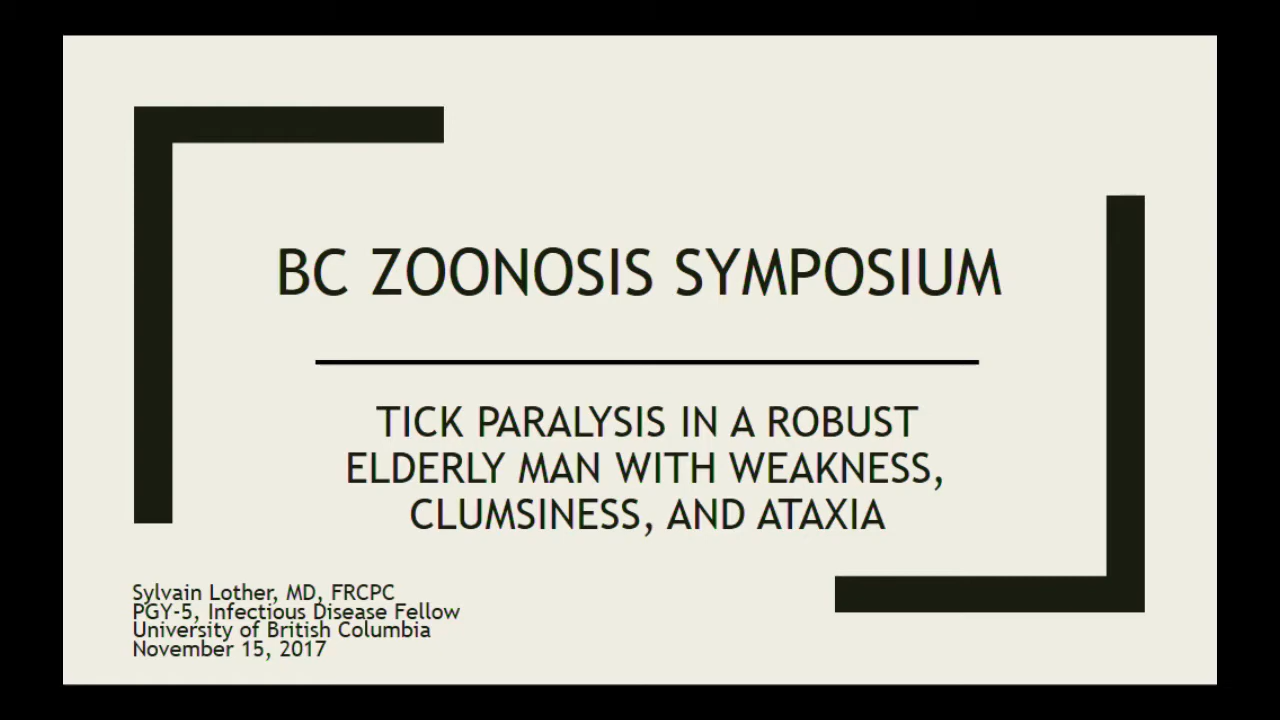 BC ZOONOSIS SYMPOSIUM
TICK PARALYSIS IN A ROBUST
ELDERLY MAN WITH WEAKNESS,
CLUMSINESS, AND ATAXIA
Sylvain Lother, MD, FRCPC
PGY-5, Infectious Disease Fellow
University of British Columbia
November 15, 2017